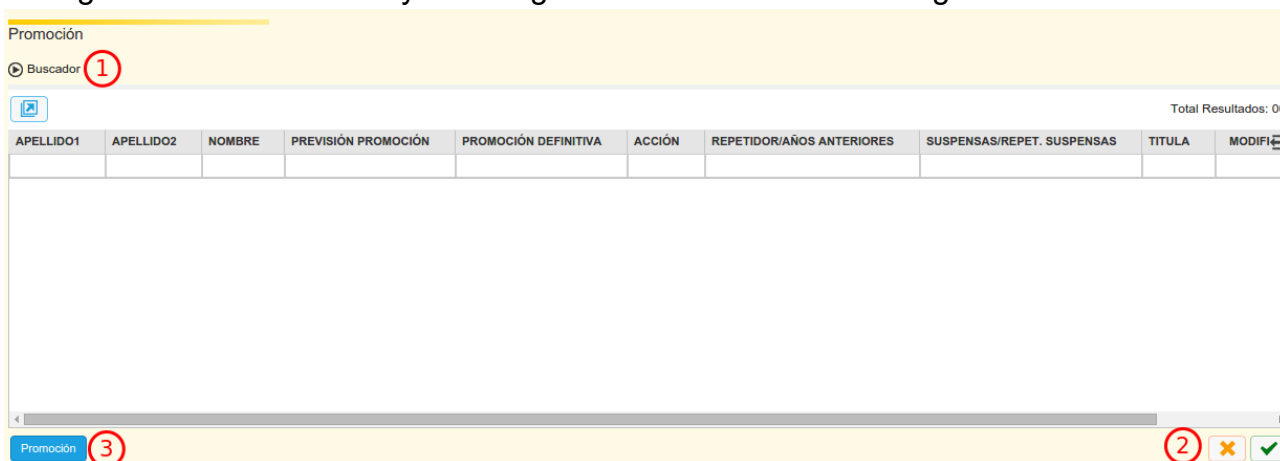 Promoción
Buscador 1
Total Resultados: 0
APELLIDO1 APELLIDO2 NOMBRE PREVISIÓN PROMOCIÓN PROMOCIÓN DEFINITIVA ACCIÓN REPETIDOR/AÑOS ANTERIORES SUSPENSAS/REPET. SUSPENSAS TITULA MODIFI
Promoción 3 2